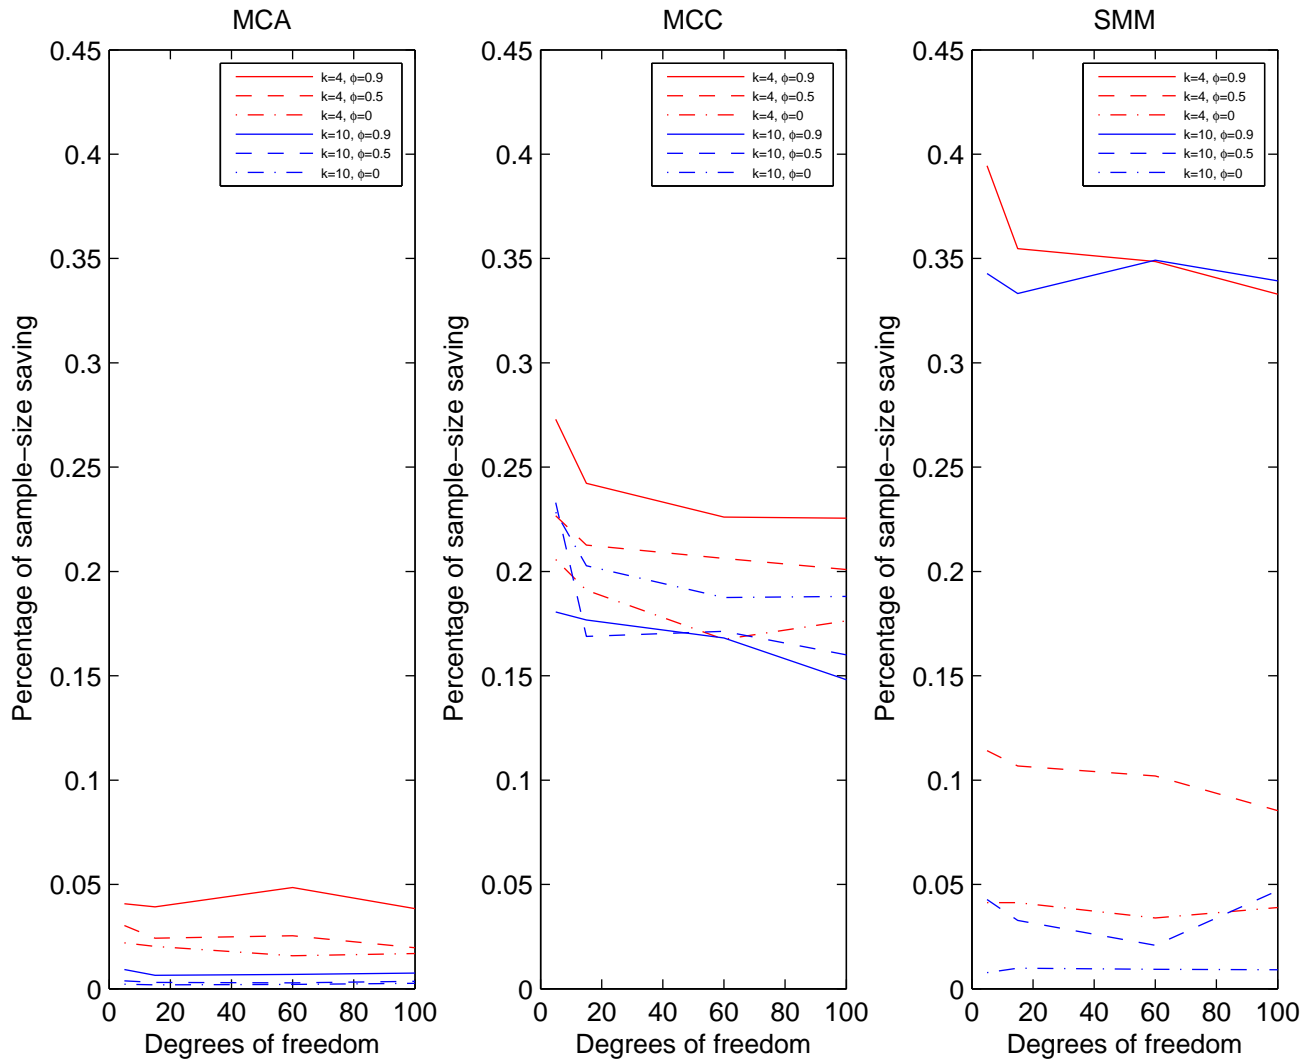 MCA
0.45
0.4
0.35
0.3
0.25
0.2
0.15
0.1
0.05
0
Percentage of sample−size saving
k=4, ϕ=0.9
k=4, ϕ=0.5
k=4, ϕ=0
k=10, ϕ=0.9
k=10, ϕ=0.5
k=10, ϕ=0
0 20 40 60 80 100
Degrees of freedom
MCC
0.45
0.4
0.35
0.3
0.25
0.2
0.15
0.1
0.05
0
Percentage of sample−size saving
k=4, ϕ=0.9
k=4, ϕ=0.5
k=4, ϕ=0
k=10, ϕ=0.9
k=10, ϕ=0.5
k=10, ϕ=0
0 20 40 60 80 100
Degrees of freedom
SMM
0.45
0.4
0.35
0.3
0.25
0.2
0.15
0.1
0.05
0
Percentage of sample−size saving
k=4, ϕ=0.9
k=4, ϕ=0.5
k=4, ϕ=0
k=10, ϕ=0.9
k=10, ϕ=0.5
k=10, ϕ=0
0 20 40 60 80 100
Degrees of freedom